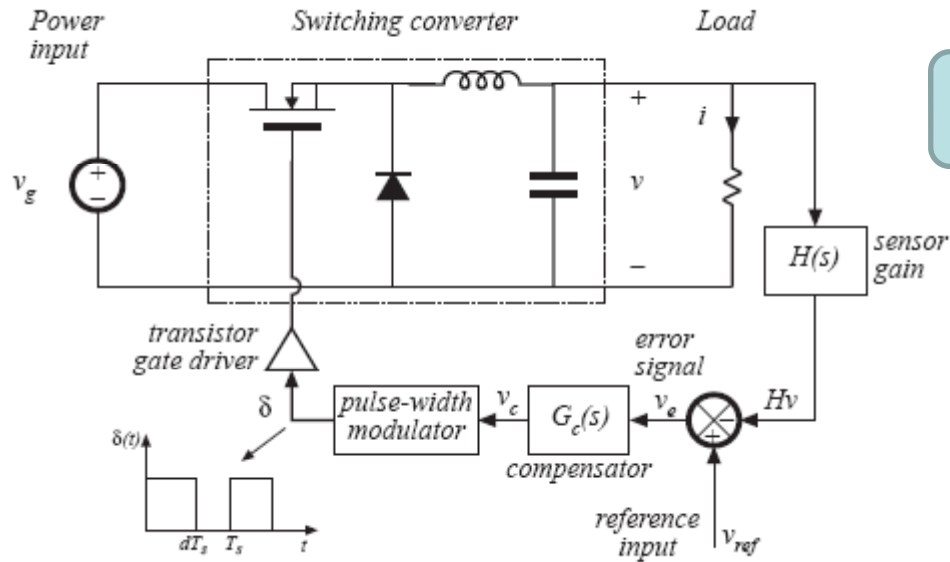 Power
input
Switching converter
Load
+
i
v_g
+
−
v
−
H(s)
sensor
gain
transistor
gate driver
error
signal
δ
pulse-width
modulator
v_c
G_c(s)
v_e
−
+
Hv
compensator
δ(t)
dT_s
T_s
t
reference
input
v_ref